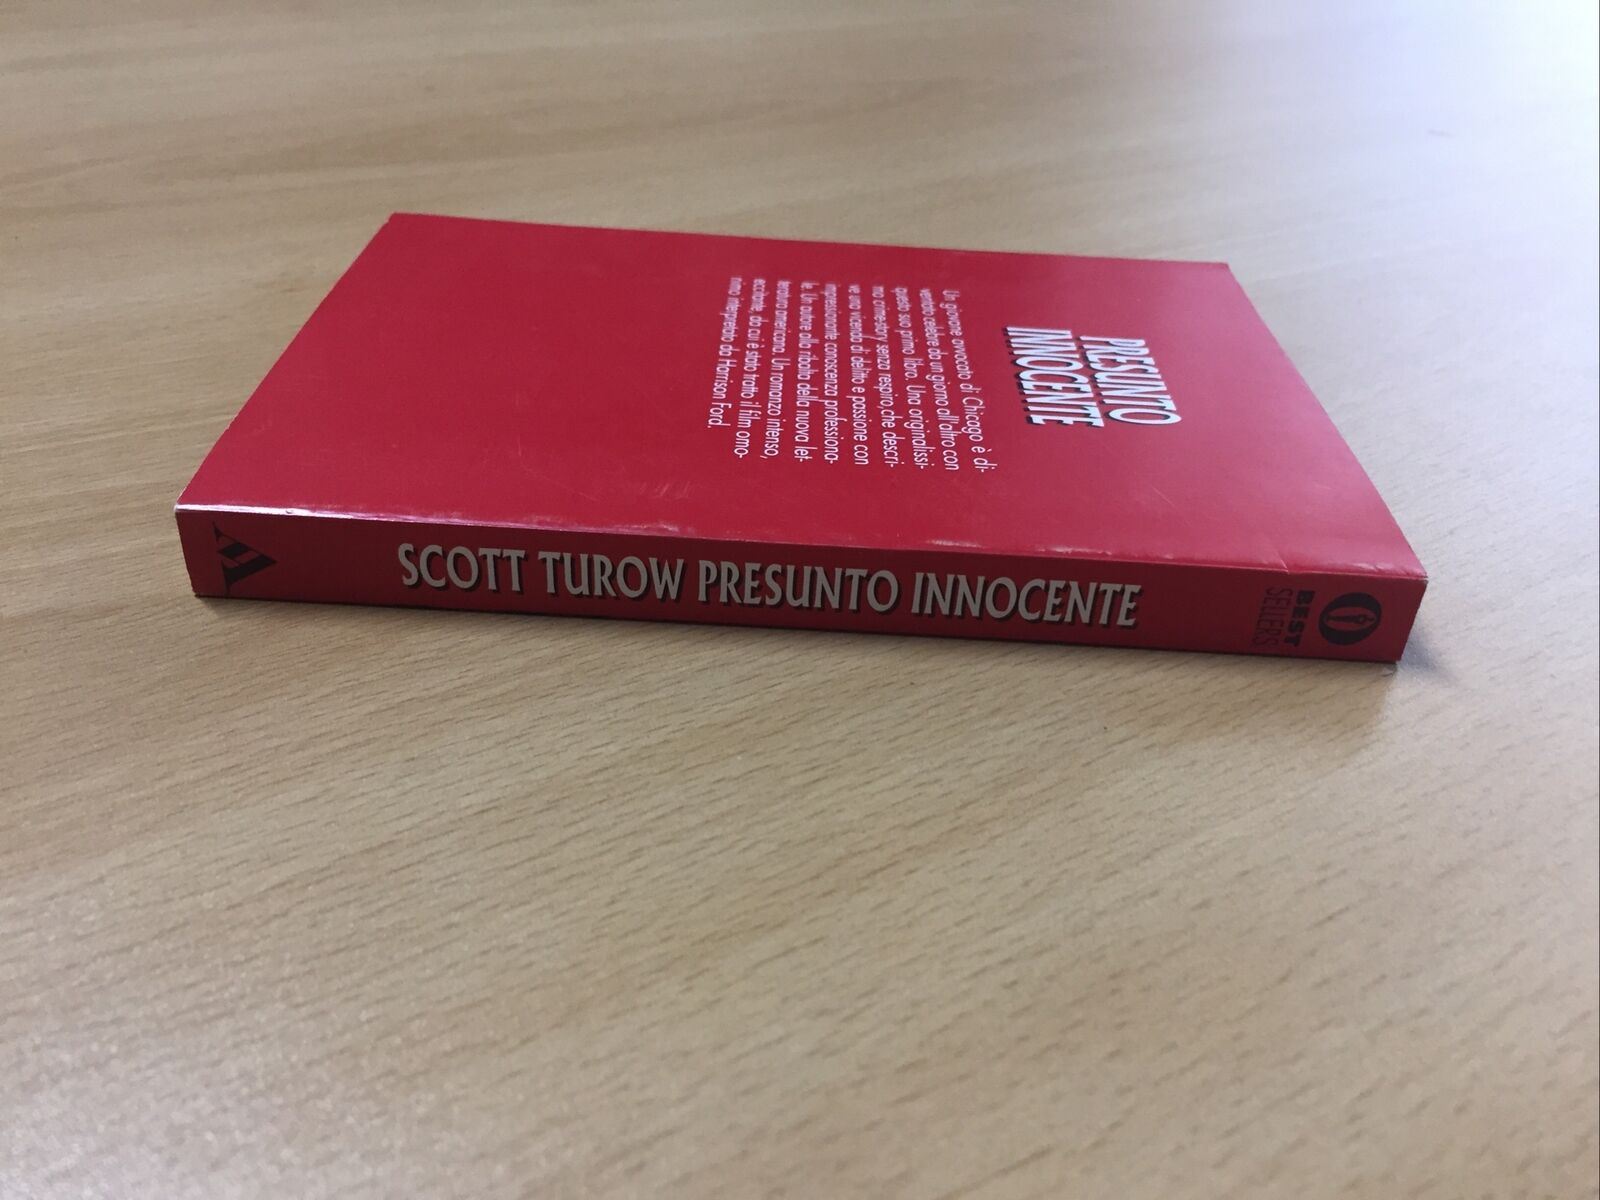 PRESUNTO
INNOCENTE
Un giovane avvocato di Chicago è di-
ventato celebre da un giorno all'altro con
questo suo primo libro. Una originalissi-
ma crime-story senza respiro, che descri-
ve una vicenda di delitto e passione con
impressionante conoscenza professiona-
le. Un autore alla ribalta della nuova let-
teratura americana. Un romanzo intenso,
eccitante, da cui è stato tratto il film omo-
nimo interpretato da Harrison Ford.
SCOTT TUROW PRESUNTO INNOCENTE
BEST
SELLERS